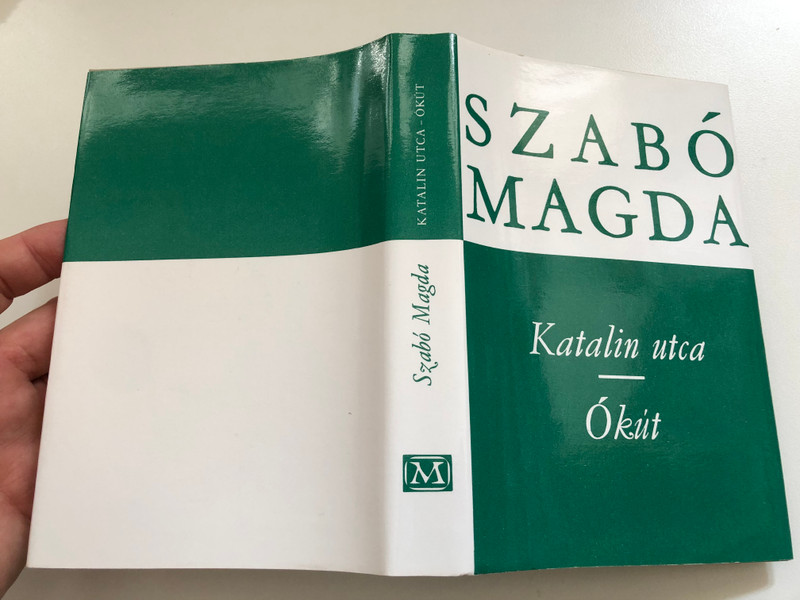 SZABÓ
MAGDA
Katalin utca
Ókút
KATALIN UTCA – ÓKÚT
Szabó Magda
M